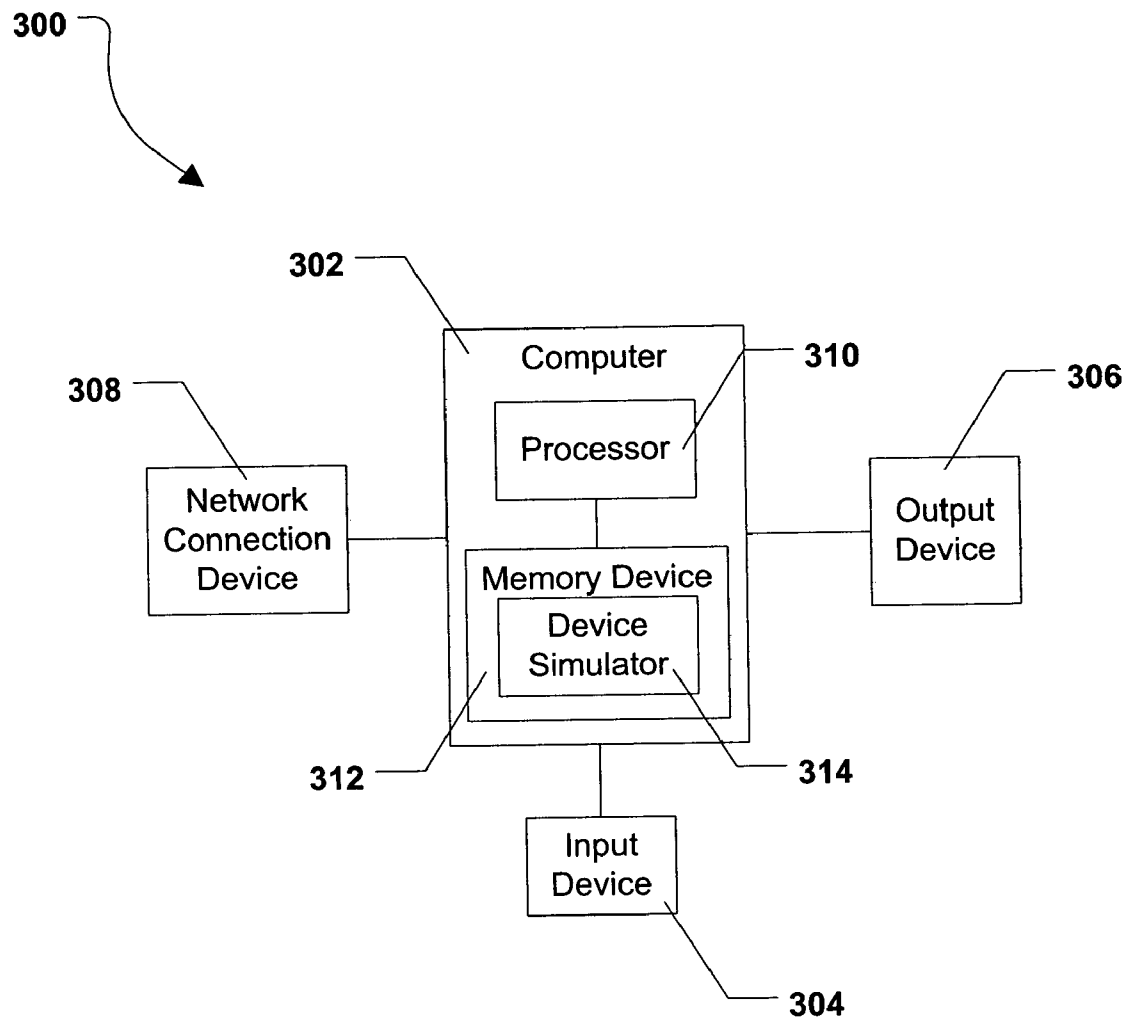 300
302
Computer
310
308
306
Processor
Network
Connection
Device
Output
Device
Memory Device
Device
Simulator
312
314
Input
Device
304